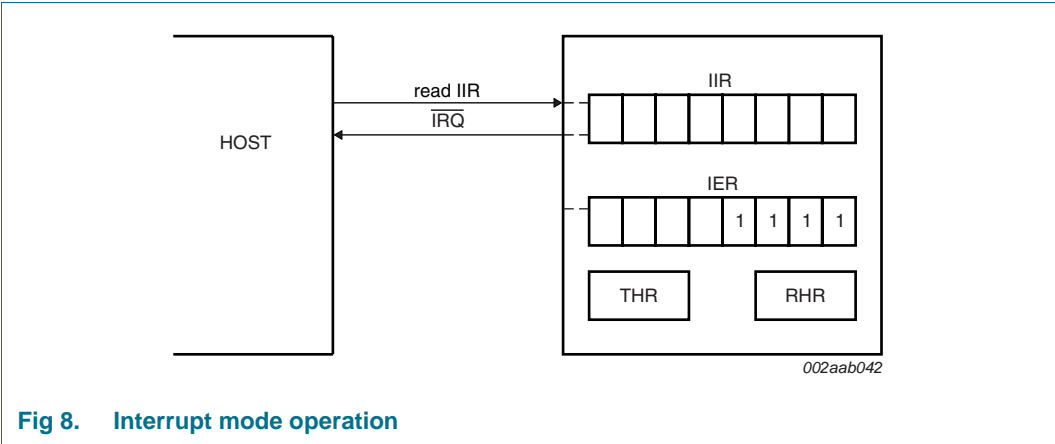 read IIR
IRQ
HOST
IIR
IER
1 1 1 1
THR RHR
002aab042
Fig 8. Interrupt mode operation